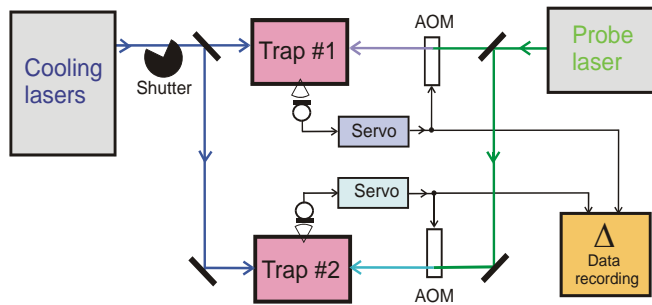 Cooling
lasers
Shutter
Trap #1
AOM
Probe
laser
Servo
Servo
Trap #2
AOM
Δ
Data
recording